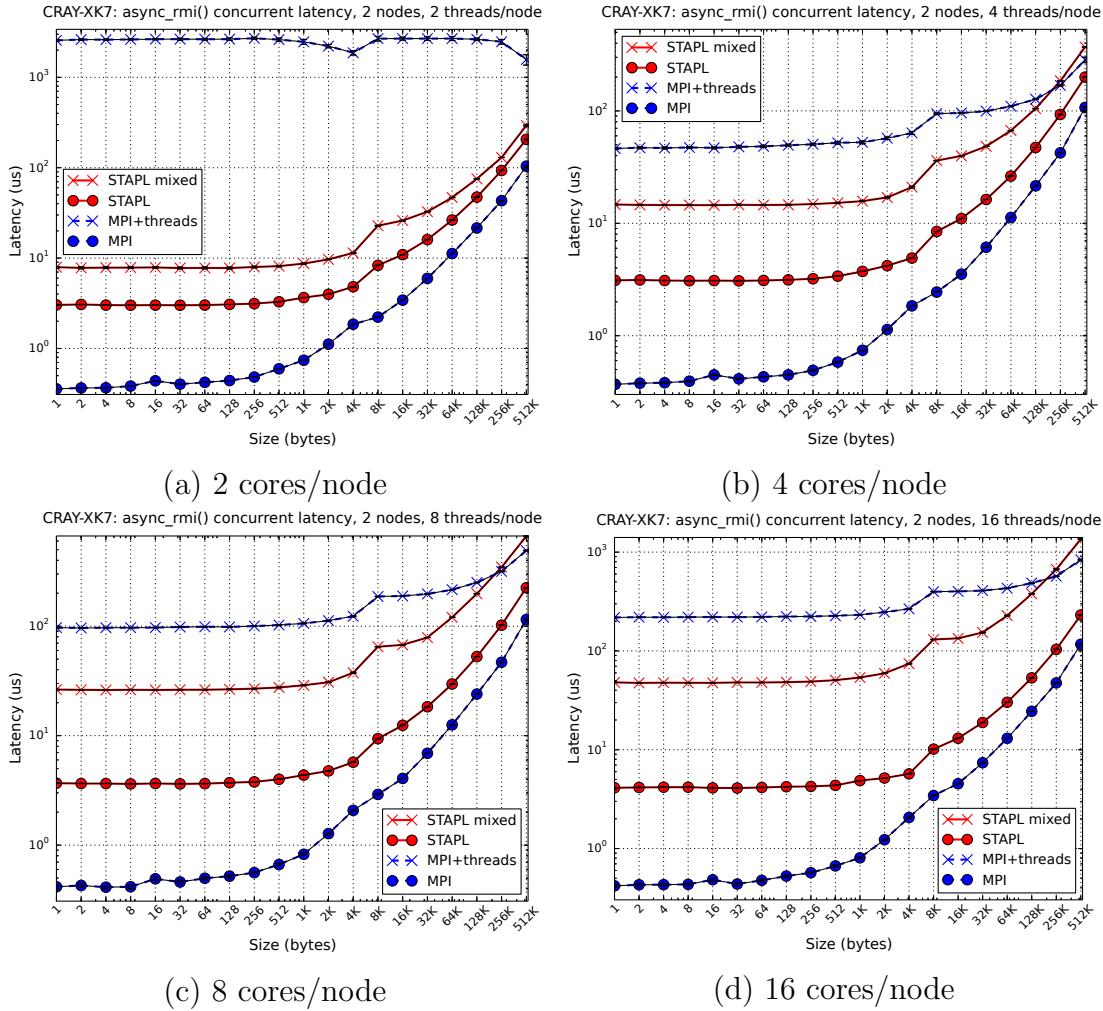 CRAY-XK7: async_rmi() concurrent latency, 2 nodes, 2 threads/node
Latency (us)
10^3
10^2
10^1
10^0
STAPL mixed
STAPL
MPI+threads
MPI
1 2 4 8 16 32 64 128 256 512 1K 2K 4K 8K 16K 32K 64K 128K 256K 512K
Size (bytes)
(a) 2 cores/node
CRAY-XK7: async_rmi() concurrent latency, 2 nodes, 4 threads/node
Latency (us)
10^2
10^1
10^0
STAPL mixed
STAPL
MPI+threads
MPI
1 2 4 8 16 32 64 128 256 512 1K 2K 4K 8K 16K 32K 64K 128K 256K 512K
Size (bytes)
(b) 4 cores/node
CRAY-XK7: async_rmi() concurrent latency, 2 nodes, 8 threads/node
Latency (us)
10^2
10^1
10^0
STAPL mixed
STAPL
MPI+threads
MPI
1 2 4 8 16 32 64 128 256 512 1K 2K 4K 8K 16K 32K 64K 128K 256K 512K
Size (bytes)
(c) 8 cores/node
CRAY-XK7: async_rmi() concurrent latency, 2 nodes, 16 threads/node
Latency (us)
10^3
10^2
10^1
10^0
STAPL mixed
STAPL
MPI+threads
MPI
1 2 4 8 16 32 64 128 256 512 1K 2K 4K 8K 16K 32K 64K 128K 256K 512K
Size (bytes)
(d) 16 cores/node